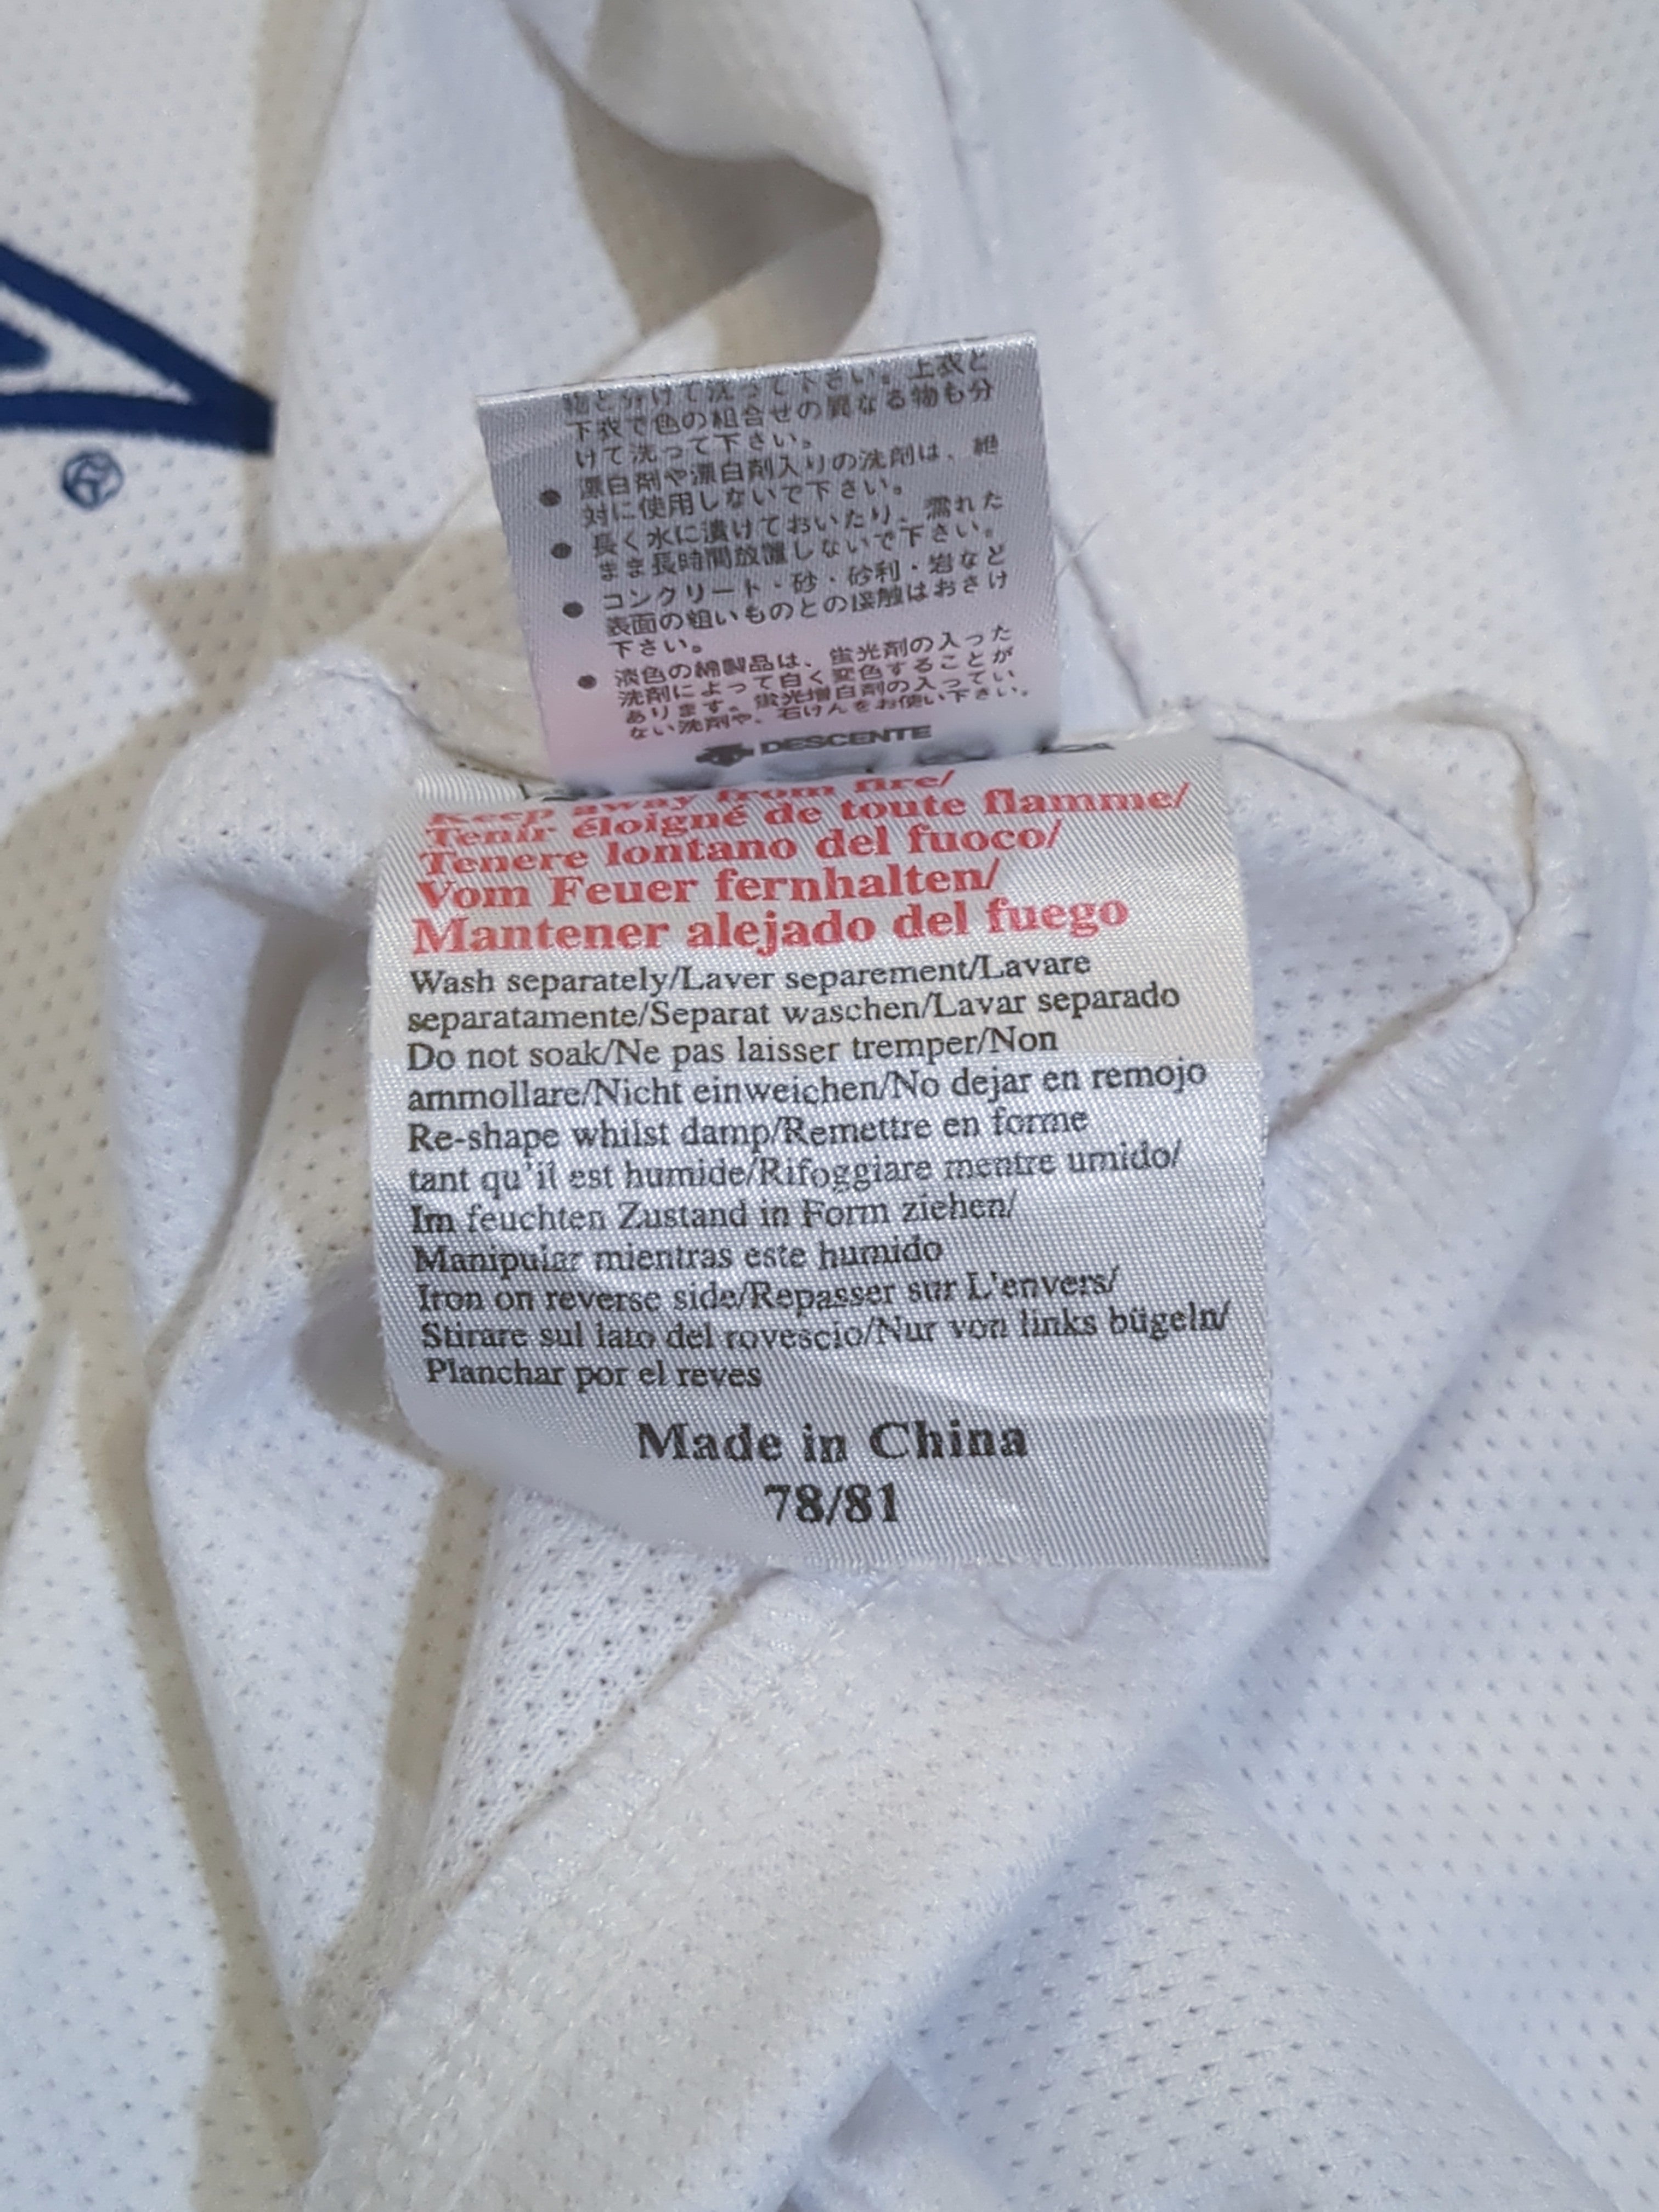 物と分けて洗って下さい。上衣と
下衣で色の組合せの異なる物も分
けて洗って下さい。
● 漂白剤や漂白剤入りの洗剤は、絶
対に使用しないで下さい。
● 長く水に漬けておいたり、濡れた
まま長時間放置しないで下さい。
● コンクリート・砂・砂利・岩など
表面の粗いものとの接触はおさけ
下さい。
● 淡色の綿製品は、蛍光剤の入った
洗剤によって白く変色することが
あります。蛍光増白剤の入ってい
ない洗剤や、石けんをお使い下さい。
DESCENTE
Keep away from fire/
Tenir éloigné de toute flamme/
Tenere lontano del fuoco/
Vom Feuer fernhalten/
Mantener alejado del fuego
Wash separately/Laver separement/Lavare
separatamente/Separat waschen/Lavar separado
Do not soak/Ne pas laisser tremper/Non
ammollare/Nicht einweichen/No dejar en remojo
Re-shape whilst damp/Remettre en forme
tant qu'il est humide/Rifoggiare mentre umido/
Im feuchten Zustand in Form ziehen/
Manipular mientras este humido
Iron on reverse side/Repasser sur L'envers/
Stirare sul lato del rovescio/Nur von links bügeln/
Planchar por el reves
Made in China
78/81